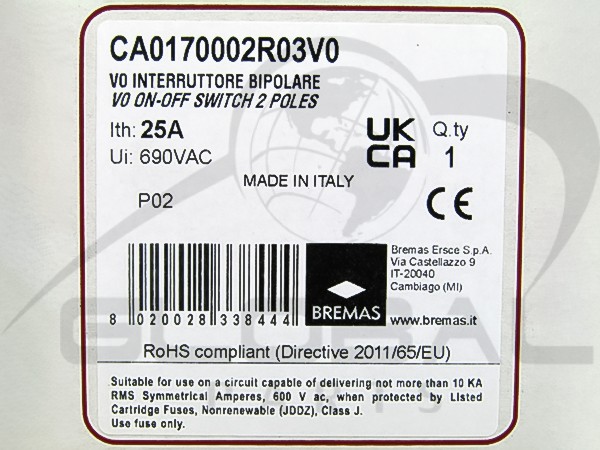 CA0170002R03V0
V0 INTERRUTTORE BIPOLARE
V0 ON-OFF SWITCH 2 POLES
Ith: 25A
Ui: 690VAC
UK
CA
Q.ty
1
MADE IN ITALY
P02
CE
Bremas Ersce S.p.A.
Via Castellazzo 9
IT-20040
Cambiago (MI)
BREMAS
www.bremas.it
8 020028 338444
RoHS compliant (Directive 2011/65/EU)
Suitable for use on a circuit capable of delivering not more than 10 KA
RMS Symmetrical Amperes, 600 V ac, when protected by Listed
Cartridge Fuses, Nonrenewable (JDDZ), Class J.
Use fuse only.
GLOBAL